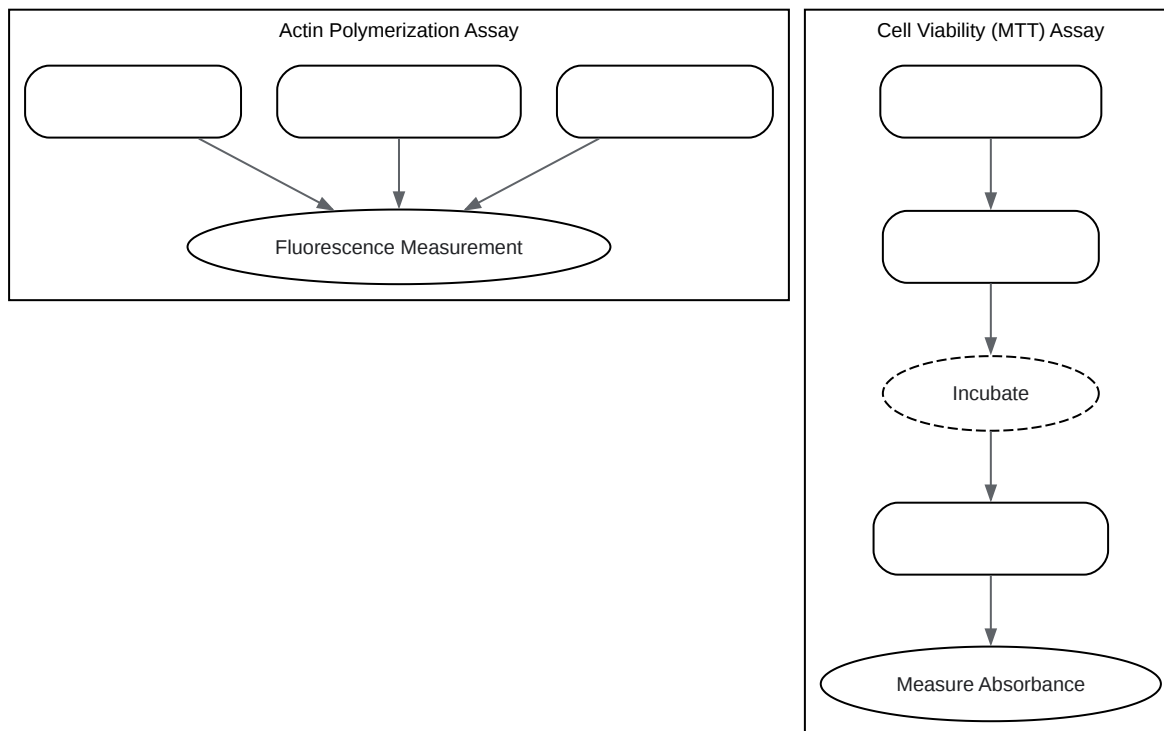 Actin Polymerization Assay
Fluorescence Measurement
Cell Viability (MTT) Assay
Incubate
Measure Absorbance